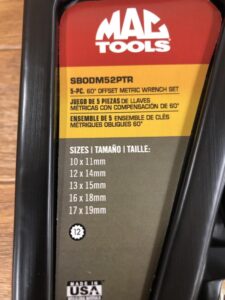 MAC
TOOLS
SBODM52PTR
5-PC. 60° OFFSET METRIC WRENCH SET
JUEGO DE 5 PIEZAS DE LLAVES
MÉTRICAS CON COMPENSACIÓN DE 60°
ENSEMBLE DE 5 ENSEMBLE DE CLÉS
MÉTRIQUES OBLIQUES 60°
SIZES | TAMAÑO | TAILLE:
10 x 11mm
12 x 14mm
13 x 15mm
16 x 18mm
17 x 19mm
12
MADE IN
USA